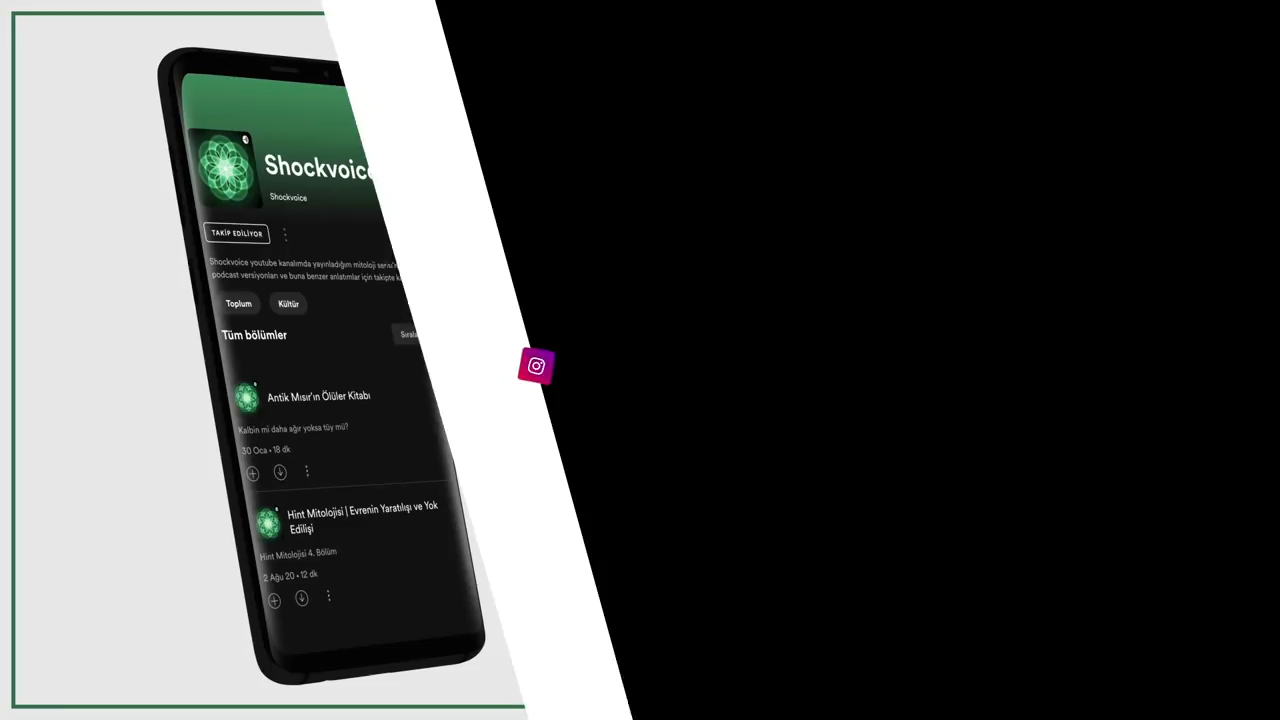 Shockvoice
Shockvoice
TAKİP EDİLİYOR
Shockvoice youtube kanalımda yayınladığım mitoloji
podcast versiyonları ve buna benzer anlatımlar için takipte
Toplum
Kültür
Tüm bölümler
Antik Mısır'ın Ölüler Kitabı
Kalbin mi daha ağır yoksa tüy mü?
30 Oca • 18 dk
Hint Mitolojisi | Evrenin Yaratılışı ve Yok
Edilişi
Hint Mitolojisi 4. Bölüm
2 Ağu 20 • 12 dk